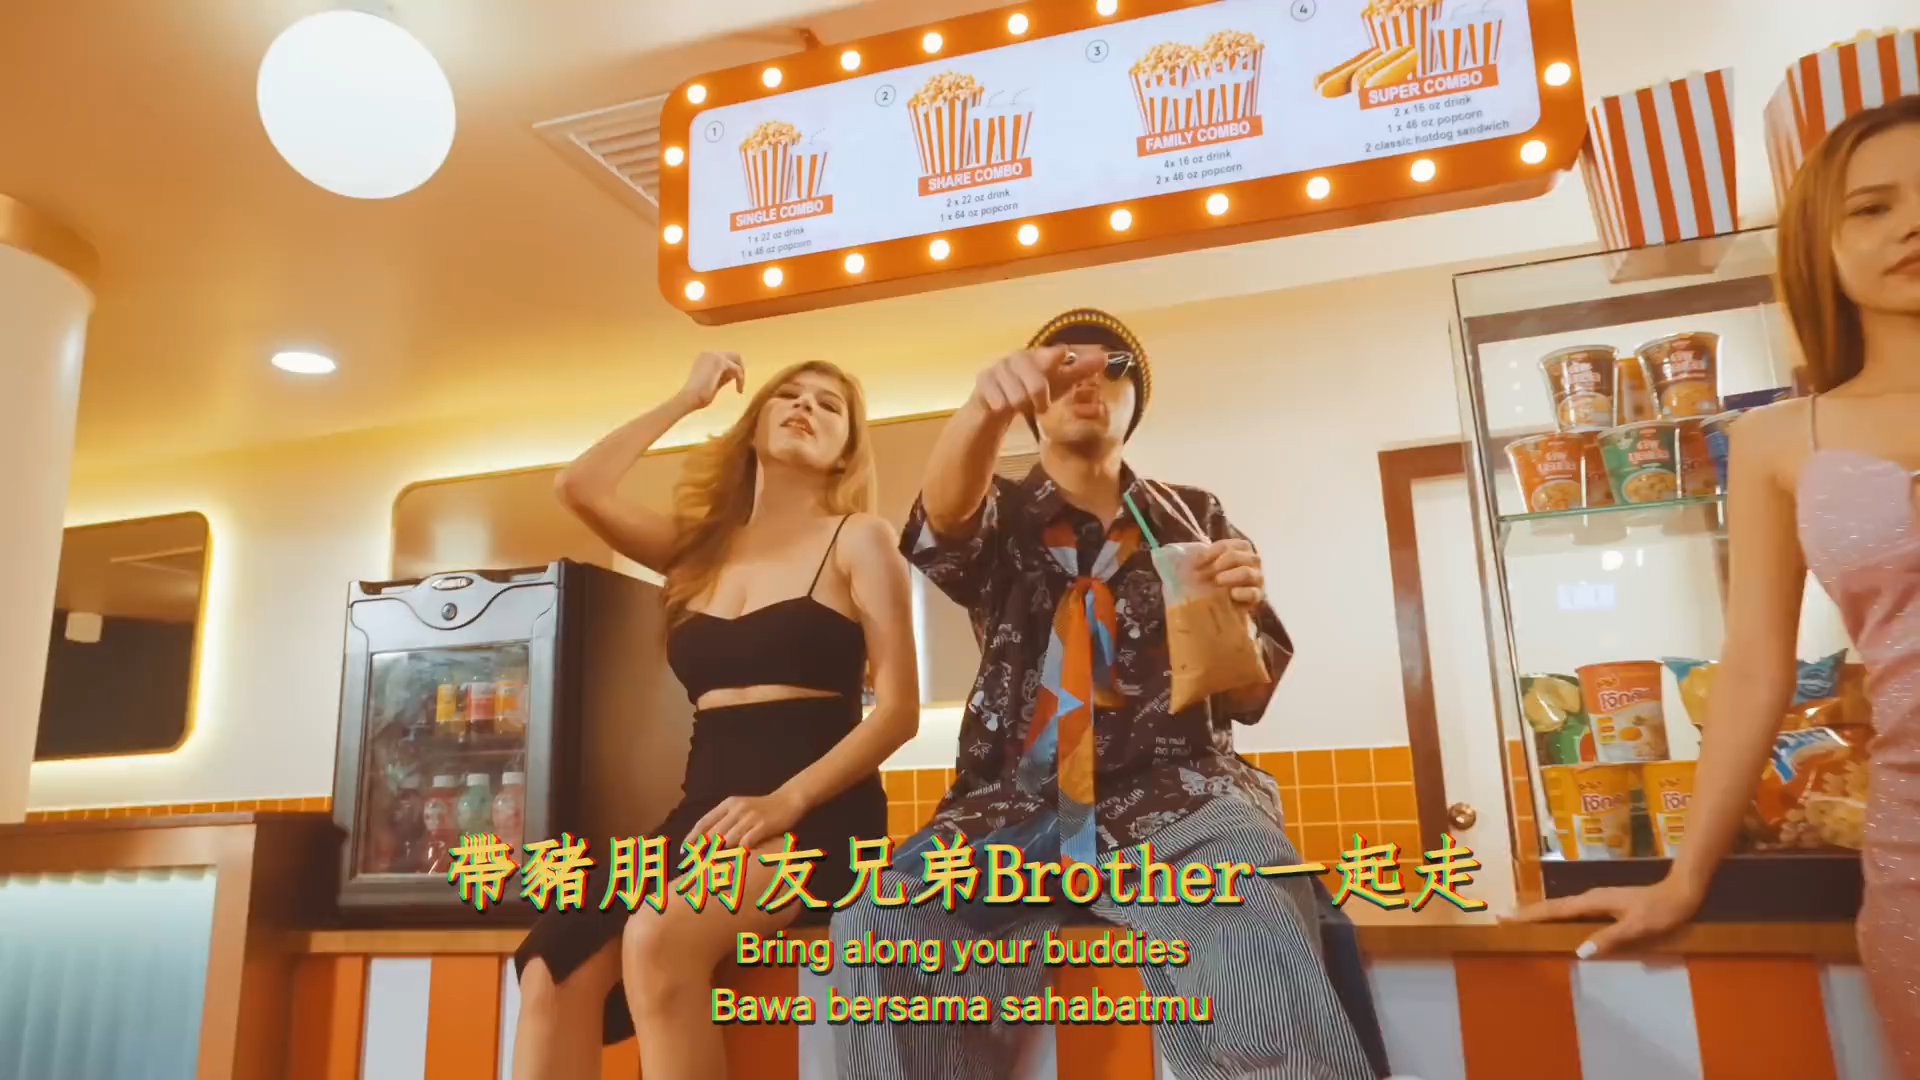 1
SINGLE COMBO
1 x 22 oz drink
1 x 46 oz popcorn
2
SHARE COMBO
2 x 22 oz drink
1 x 64 oz popcorn
3
FAMILY COMBO
4x 16 oz drink
2 x 46 oz popcorn
4
SUPER COMBO
2 x 16 oz drink
1 x 46 oz popcorn
2 classic hotdog sandwich
帶豬朋狗友兄弟Brother一起走
Bring along your buddies
Bawa bersama sahabatmu